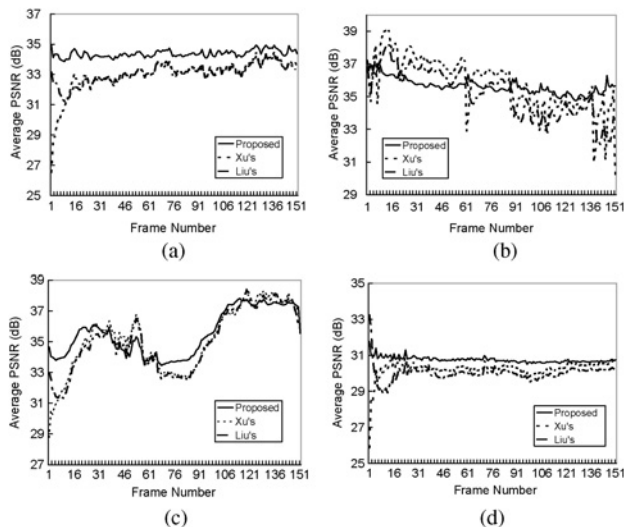 37
35
33
31
29
27
25
Average PSNR (dB)
Proposed
Xu's
Liu's
1 16 31 46 61 76 91 106 121 136 151
Frame Number
(a)
39
37
35
33
31
29
Average PSNR (dB)
Proposed
Xu's
Liu's
1 16 31 46 61 76 91 106 121 136 151
Frame Number
(b)
39
37
35
33
31
29
27
Average PSNR (dB)
Proposed
Xu's
Liu's
1 16 31 46 61 76 91 106 121 136 151
Frame Number
(c)
35
33
31
29
27
25
Average PSNR (dB)
Proposed
Xu's
Liu's
1 16 31 46 61 76 91 106 121 136 151
Frame Number
(d)